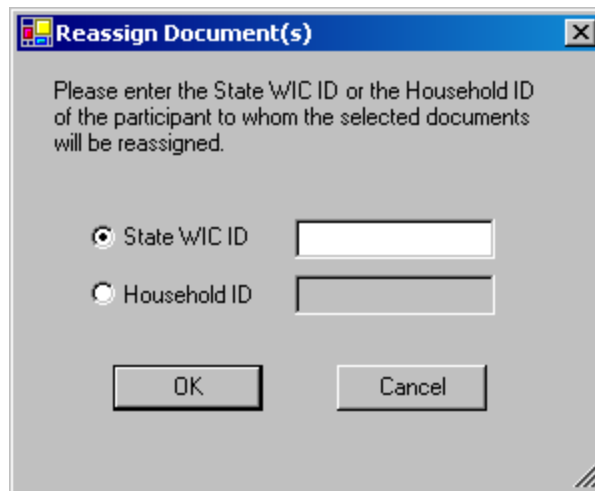 Reassign Document(s)
Please enter the State WIC ID or the Household ID
of the participant to whom the selected documents
will be reassigned.
State WIC ID
Household ID
OK
Cancel